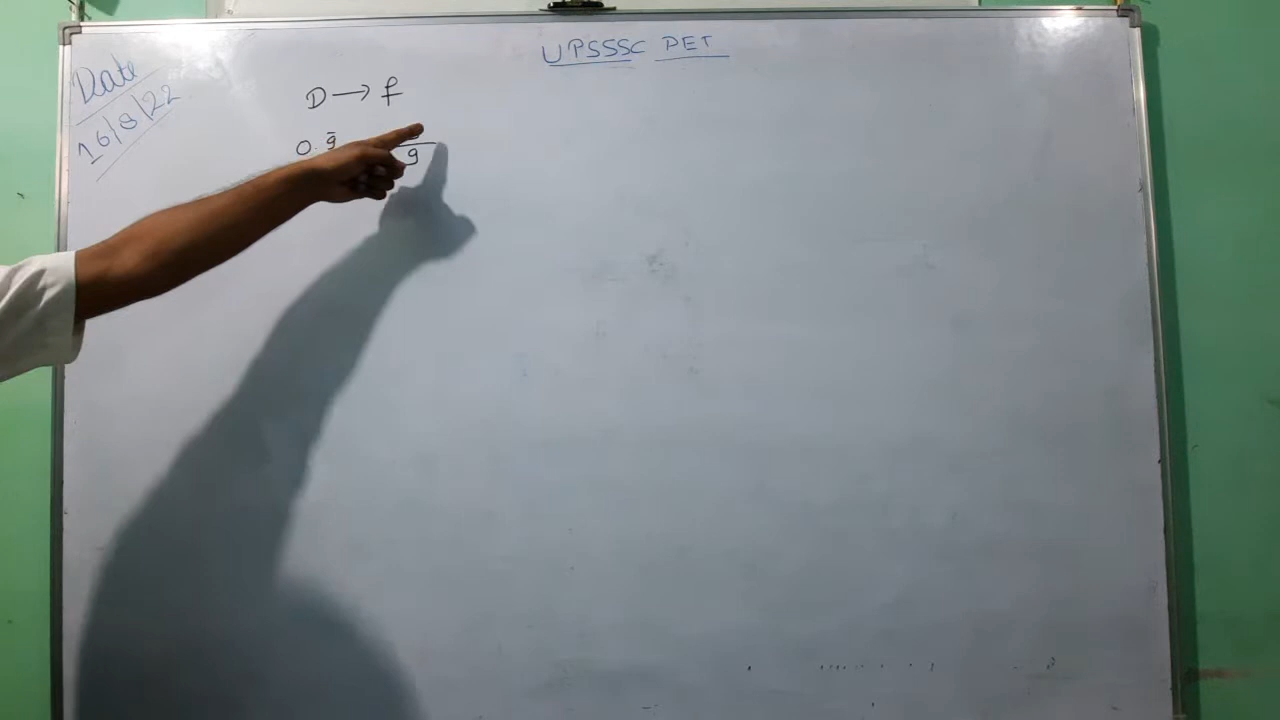 UPSSSC PET
Date
16/8/22
D → f
0.9̄
9